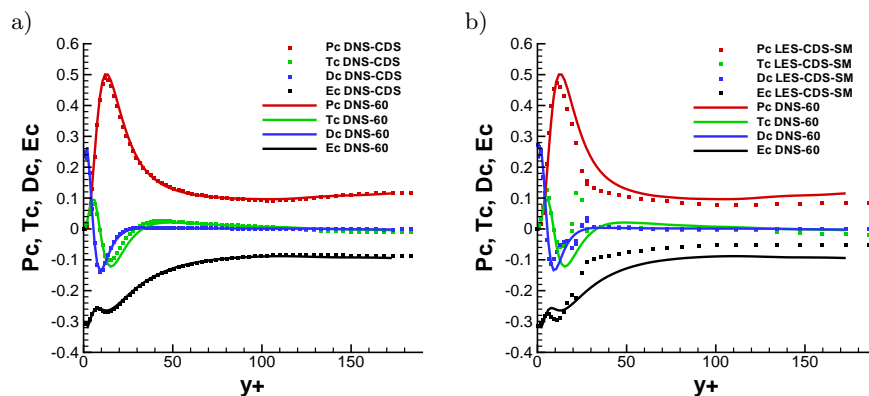 a)
Pc, Tc, Dc, Ec
0.6
0.5
0.4
0.3
0.2
0.1
0
-0.1
-0.2
-0.3
-0.4
0
50
100
150
y+
Pc DNS-CDS
Tc DNS-CDS
Dc DNS-CDS
Ec DNS-CDS
Pc DNS-60
Tc DNS-60
Dc DNS-60
Ec DNS-60
b)
Pc, Tc, Dc, Ec
0.6
0.5
0.4
0.3
0.2
0.1
0
-0.1
-0.2
-0.3
-0.4
0
50
100
150
y+
Pc LES-CDS-SM
Tc LES-CDS-SM
Dc LES-CDS-SM
Ec LES-CDS-SM
Pc DNS-60
Tc DNS-60
Dc DNS-60
Ec DNS-60